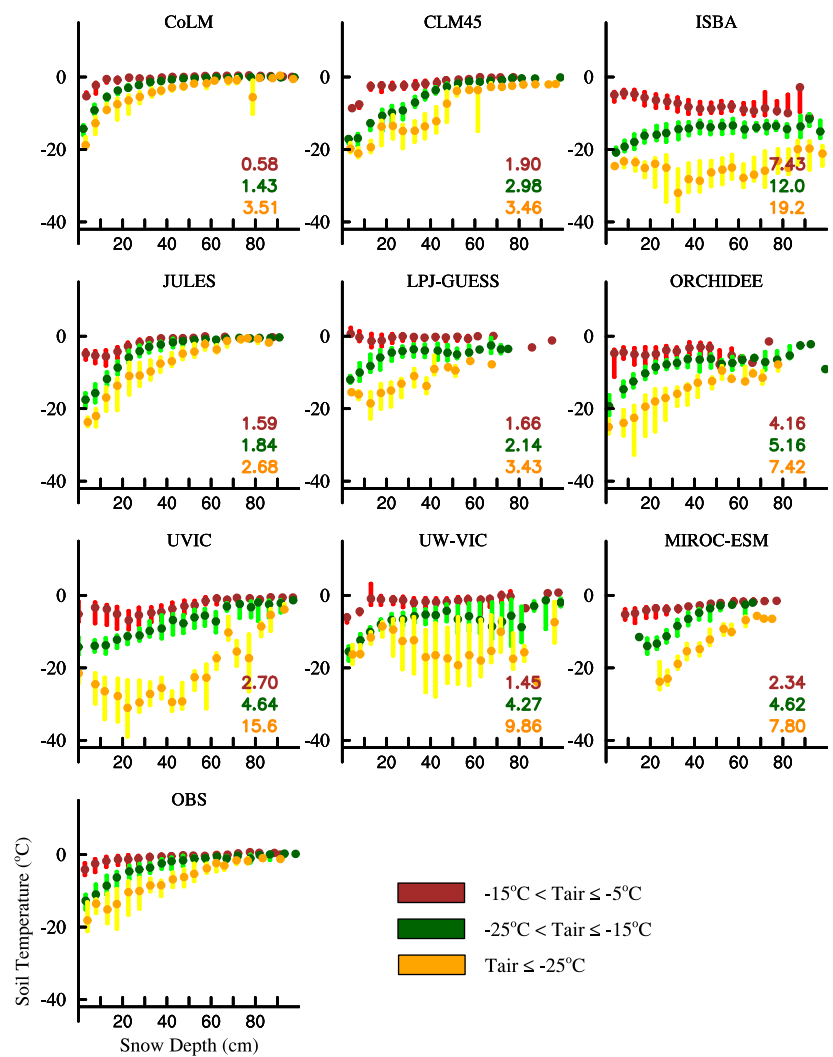 CoLM CLM45 ISBA
0 0 0
-20 -20 -20
0.58 1.90 7.43
1.43 2.98 12.0
3.51 3.46 19.2
-40 -40 -40
20 40 60 80 20 40 60 80 20 40 60 80
JULES LPJ-GUESS ORCHIDEE
0 0 0
-20 -20 -20
1.59 1.66 4.16
1.84 2.14 5.16
2.68 3.43 7.42
-40 -40 -40
20 40 60 80 20 40 60 80 20 40 60 80
UVIC UW-VIC MIROC-ESM
0 0 0
-20 -20 -20
2.70 1.45 2.34
4.64 4.27 4.62
15.6 9.86 7.80
-40 -40 -40
20 40 60 80 20 40 60 80 20 40 60 80
OBS
0
-20
-40
20 40 60 80
Soil Temperature (°C)
Snow Depth (cm)
-15°C < Tair ≤ -5°C
-25°C < Tair ≤ -15°C
Tair ≤ -25°C